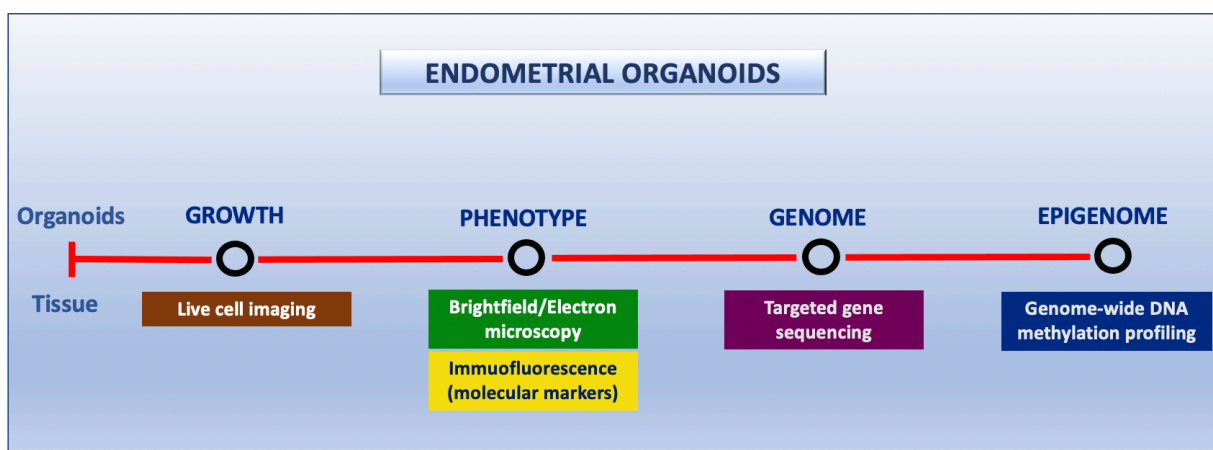 ENDOMETRIAL ORGANOIDS
Organoids
GROWTH
PHENOTYPE
GENOME
EPIGENOME
Tissue
Live cell imaging
Brightfield/Electron
microscopy
Immuofluorescence
(molecular markers)
Targeted gene
sequencing
Genome-wide DNA
methylation profiling